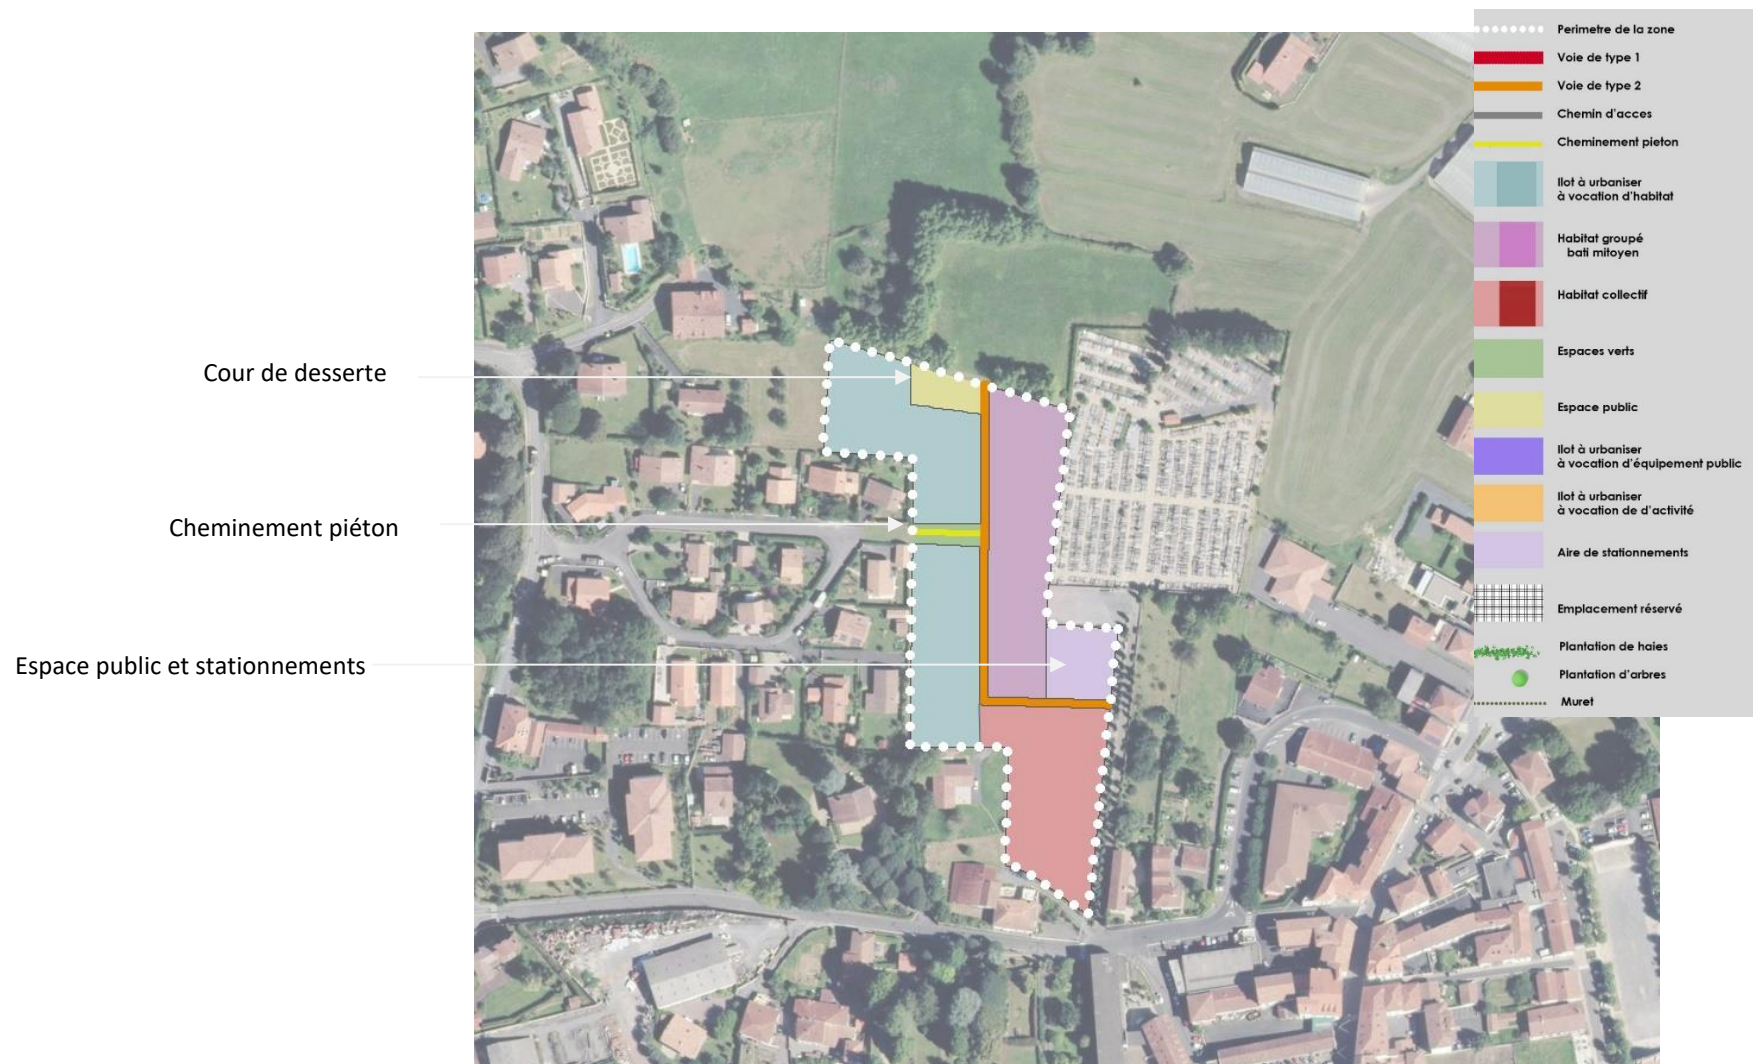 Cour de desserte
Cheminement piéton
Espace public et stationnements
Perimetre de la zone
Voie de type 1
Voie de type 2
Chemin d'acces
Cheminement pieton
Ilot à urbaniser
à vocation d'habitat
Habitat groupé
bati mitoyen
Habitat collectif
Espaces verts
Espace public
Ilot à urbaniser
à vocation d'équipement public
Ilot à urbaniser
à vocation de d'activité
Aire de stationnements
Emplacement réservé
Plantation de haies
Plantation d'arbres
Muret